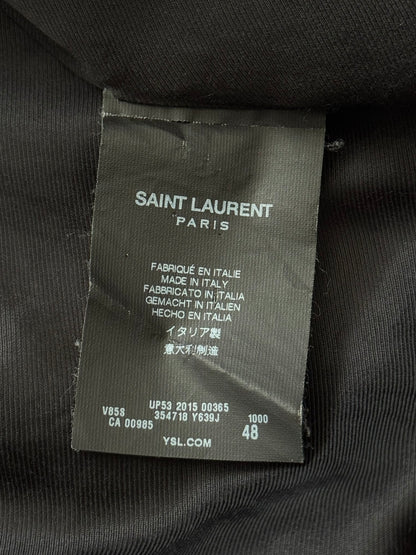 SAINT LAURENT
PARIS
FABRIQUÉ EN ITALIE
MADE IN ITALY
FABBRICATO IN ITALIA
GEMACHT IN ITALIEN
HECHO EN ITALIA
イタリア製
意大利制造
V858 UP53 2015 00365 1000
CA 00985 354718 Y639J 48
YSL.COM